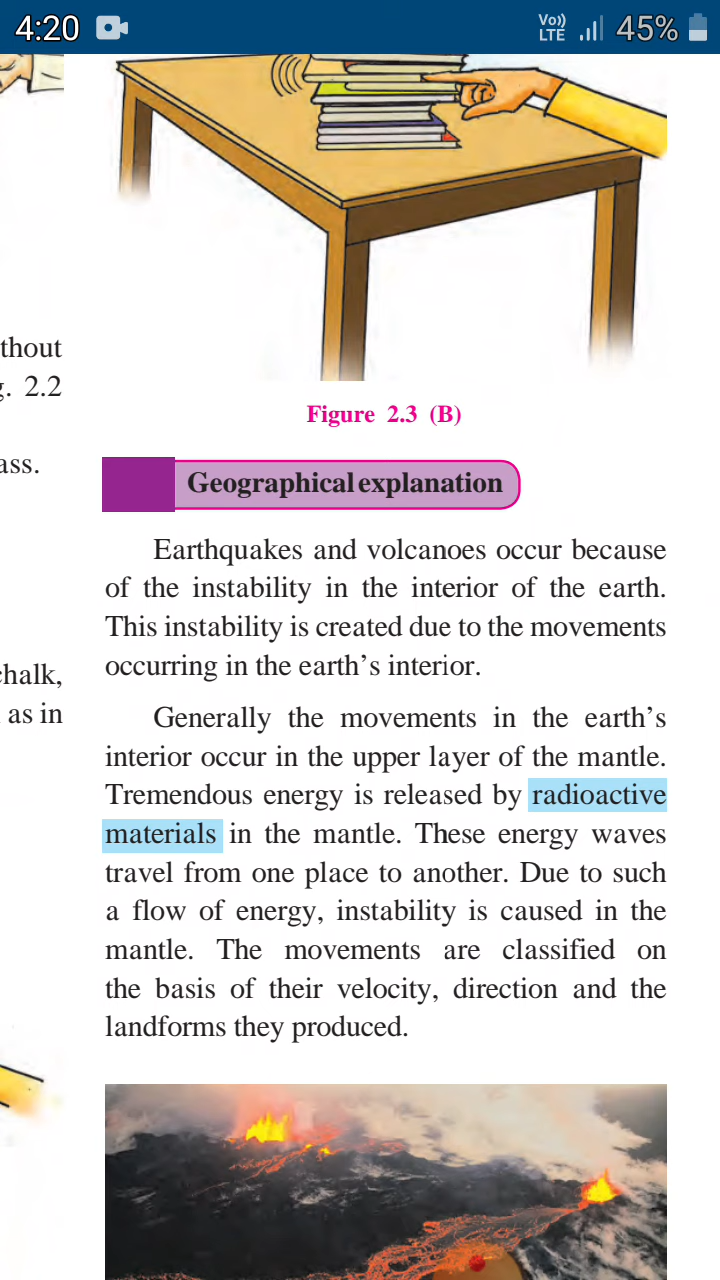 4:20
Vo))
LTE
45%
thout
. 2.2
ass.
chalk,
as in
Figure 2.3 (B)
Geographical explanation
Earthquakes and volcanoes occur because
of the instability in the interior of the earth.
This instability is created due to the movements
occurring in the earth's interior.
Generally the movements in the earth's
interior occur in the upper layer of the mantle.
Tremendous energy is released by radioactive
materials in the mantle. These energy waves
travel from one place to another. Due to such
a flow of energy, instability is caused in the
mantle. The movements are classified on
the basis of their velocity, direction and the
landforms they produced.